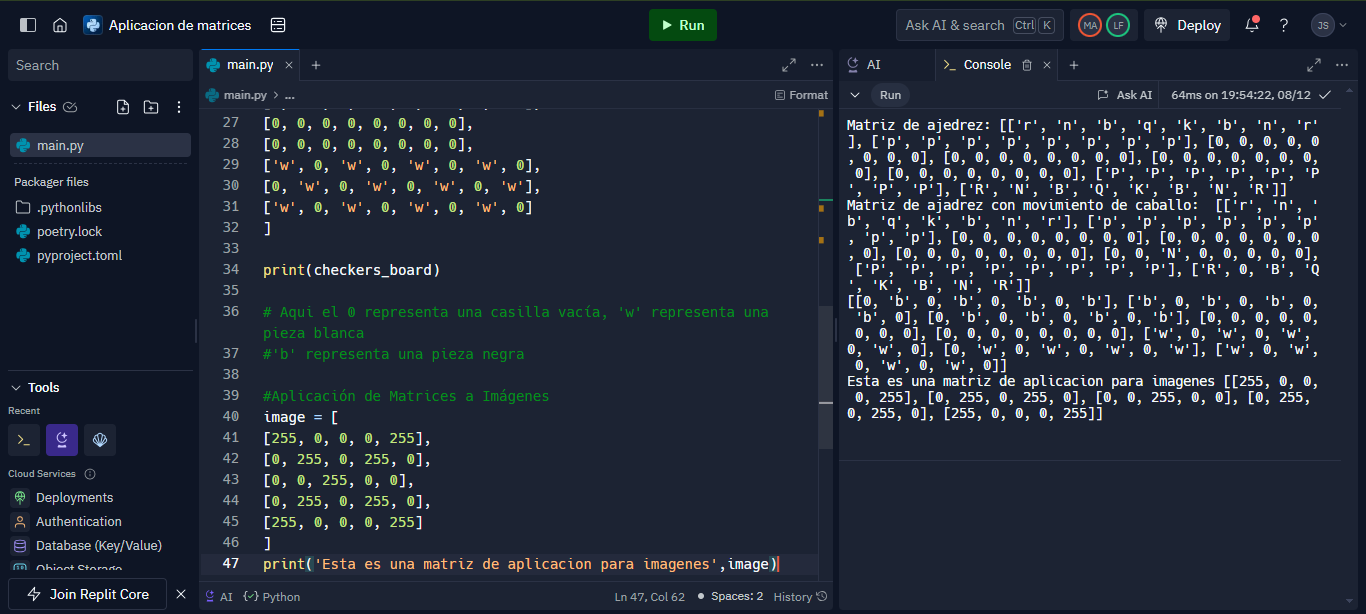 Aplicacion de matrices
Run
Ask AI & search Ctrl K
MA LF
Deploy
?
JS
Search
Files
main.py
Packager files
.pythonlibs
poetry.lock
pyproject.toml
Tools
Recent
Cloud Services
Deployments
Authentication
Database (Key/Value)
Object Storage
Join Replit Core
main.py
main.py > ...
Format
27 [0, 0, 0, 0, 0, 0, 0, 0],
28 [0, 0, 0, 0, 0, 0, 0, 0],
29 ['w', 0, 'w', 0, 'w', 0, 'w', 0],
30 [0, 'w', 0, 'w', 0, 'w', 0, 'w'],
31 ['w', 0, 'w', 0, 'w', 0, 'w', 0]
32 ]
33
34 print(checkers_board)
35
36 # Aqui el 0 representa una casilla vacía, 'w' representa una
pieza blanca
37 #'b' representa una pieza negra
38
39 #Aplicación de Matrices a Imágenes
40 image = [
41 [255, 0, 0, 0, 255],
42 [0, 255, 0, 255, 0],
43 [0, 0, 255, 0, 0],
44 [0, 255, 0, 255, 0],
45 [255, 0, 0, 0, 255]
46 ]
47 print('Esta es una matriz de aplicacion para imagenes',image)
AI {} Python
Ln 47, Col 62 • Spaces: 2 History
AI
>_ Console
Run
Ask AI
64ms on 19:54:22, 08/12
Matriz de ajedrez: [['r', 'n', 'b', 'q', 'k', 'b', 'n', 'r'
], ['p', 'p', 'p', 'p', 'p', 'p', 'p', 'p'], [0, 0, 0, 0, 0
, 0, 0, 0], [0, 0, 0, 0, 0, 0, 0, 0], [0, 0, 0, 0, 0, 0, 0,
0], [0, 0, 0, 0, 0, 0, 0, 0], ['P', 'P', 'P', 'P', 'P', 'P'
, 'P', 'P'], ['R', 'N', 'B', 'Q', 'K', 'B', 'N', 'R']]
Matriz de ajadrez con movimiento de caballo:  [['r', 'n', '
b', 'q', 'k', 'b', 'n', 'r'], ['p', 'p', 'p', 'p', 'p', 'p'
, 'p', 'p'], [0, 0, 0, 0, 0, 0, 0, 0], [0, 0, 0, 0, 0, 0, 0
, 0], [0, 0, 0, 0, 0, 0, 0, 0], [0, 0, 'N', 0, 0, 0, 0, 0],
['P', 'P', 'P', 'P', 'P', 'P', 'P', 'P'], ['R', 0, 'B', 'Q
', 'K', 'B', 'N', 'R']]
[[0, 'b', 0, 'b', 0, 'b', 0, 'b'], ['b', 0, 'b', 0, 'b', 0,
'b', 0], [0, 'b', 0, 'b', 0, 'b', 0, 'b'], [0, 0, 0, 0, 0,
0, 0, 0], [0, 0, 0, 0, 0, 0, 0, 0], ['w', 0, 'w', 0, 'w',
0, 'w', 0], [0, 'w', 0, 'w', 0, 'w', 0, 'w'], ['w', 0, 'w',
0, 'w', 0, 'w', 0]]
Esta es una matriz de aplicacion para imagenes [[255, 0, 0,
0, 255], [0, 255, 0, 255, 0], [0, 0, 255, 0, 0], [0, 255,
0, 255, 0], [255, 0, 0, 0, 255]]